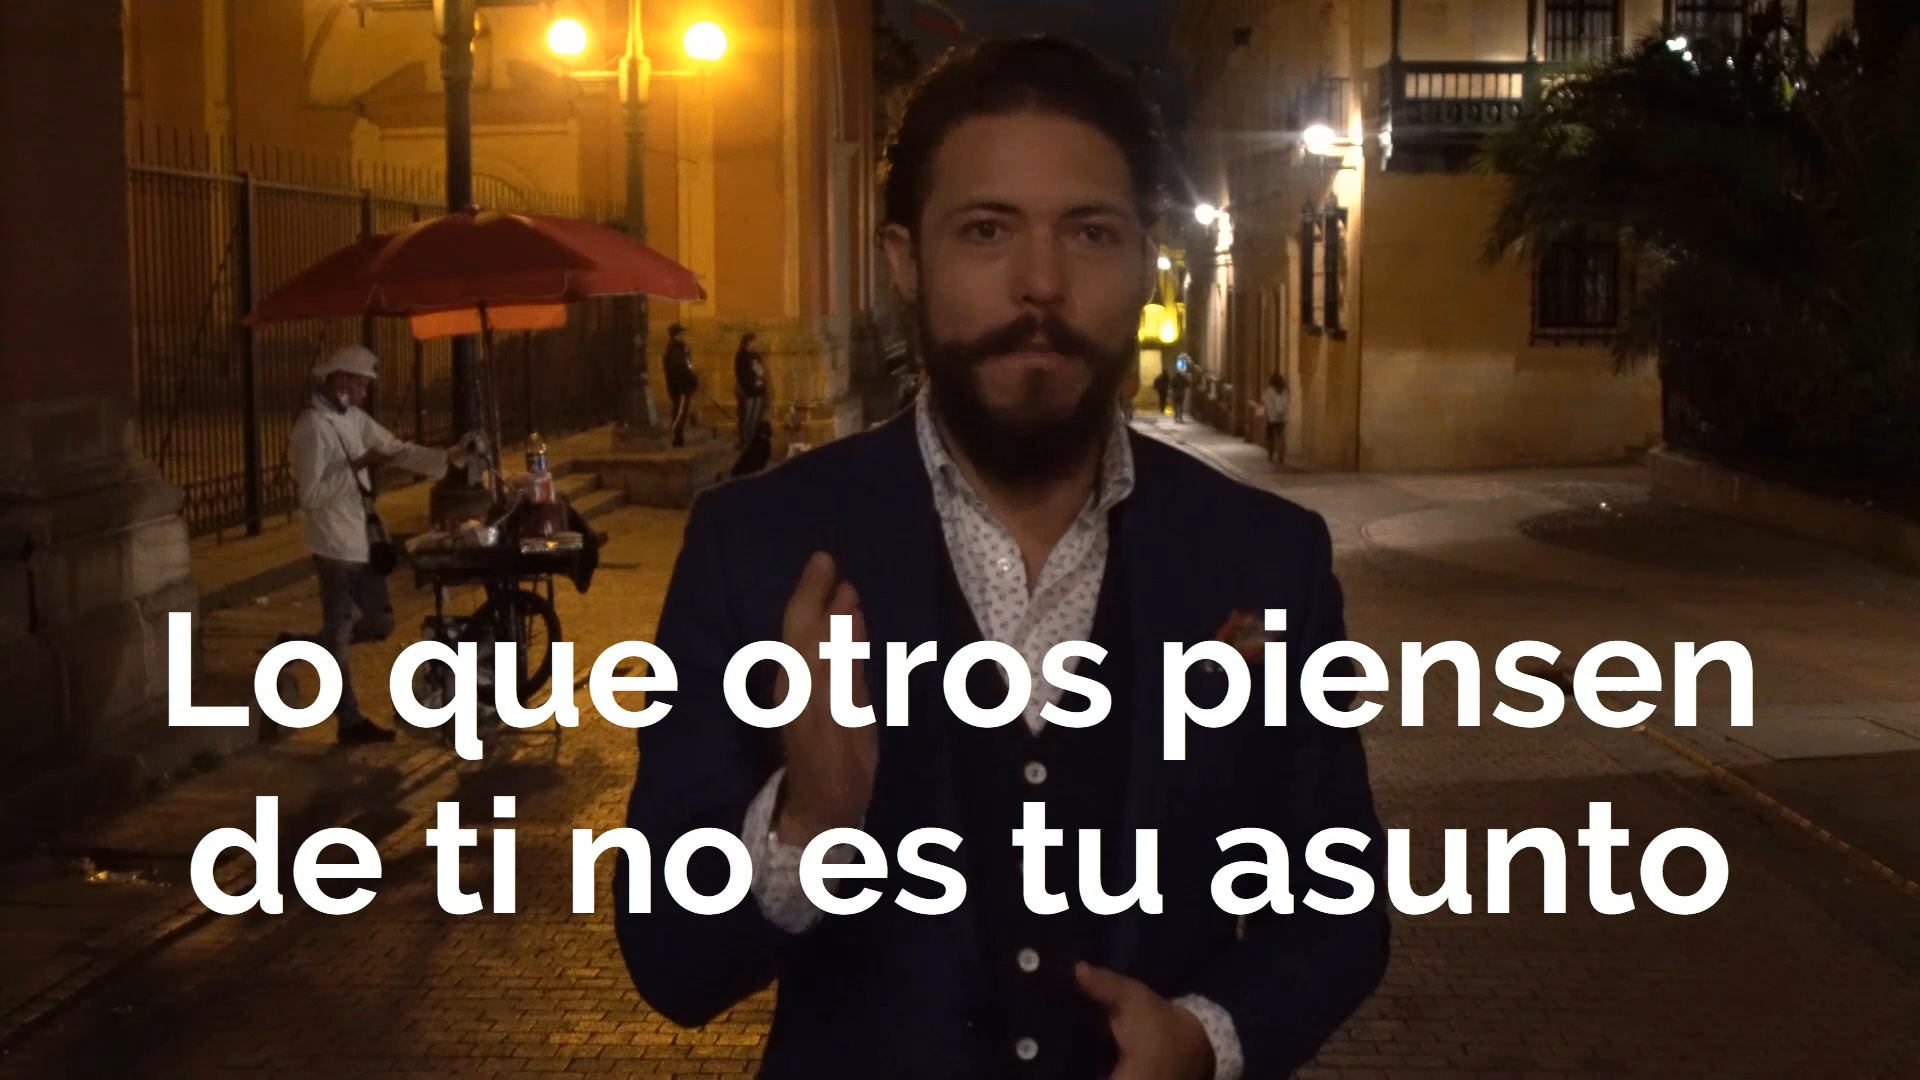 Lo que otros piensen
de ti no es tu asunto